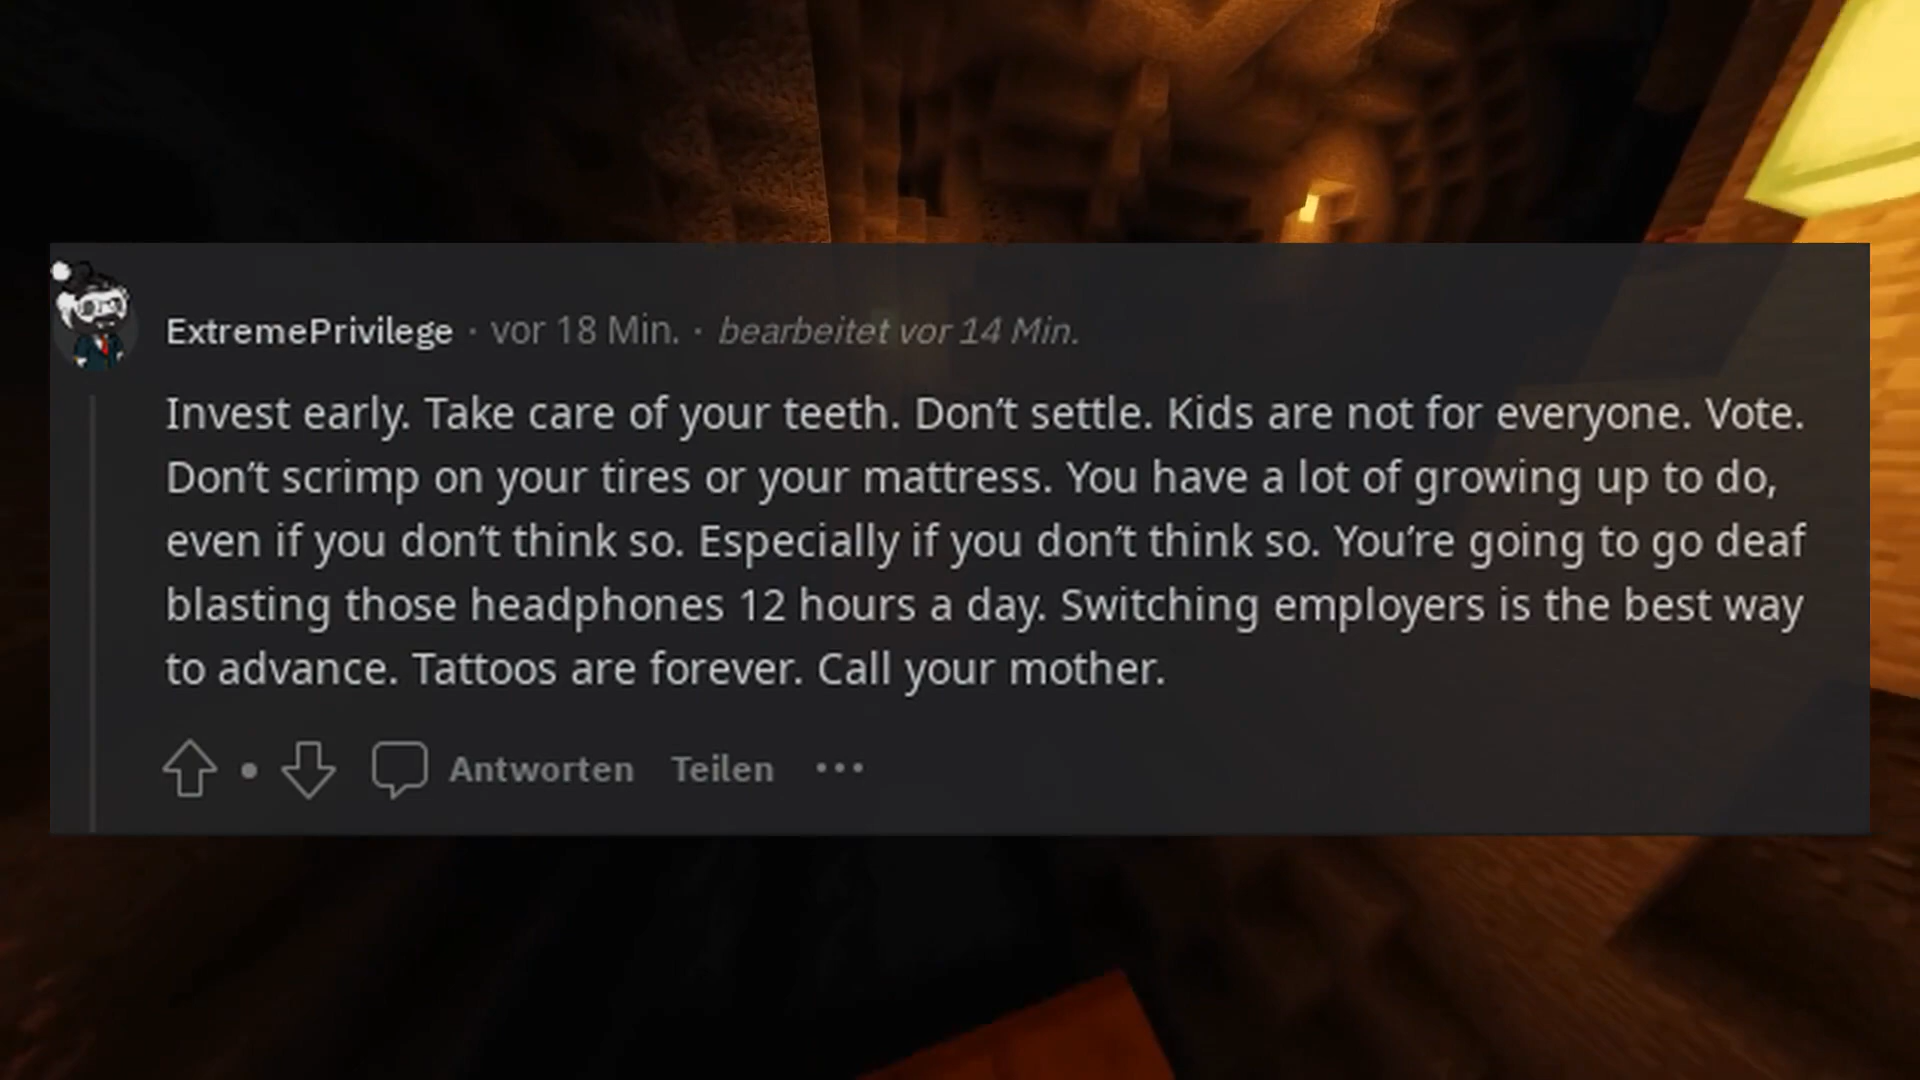 ExtremePrivilege · vor 18 Min. · bearbeitet vor 14 Min.
Invest early. Take care of your teeth. Don’t settle. Kids are not for everyone. Vote.
Don’t scrimp on your tires or your mattress. You have a lot of growing up to do,
even if you don’t think so. Especially if you don’t think so. You’re going to go deaf
blasting those headphones 12 hours a day. Switching employers is the best way
to advance. Tattoos are forever. Call your mother.
Antworten Teilen ···